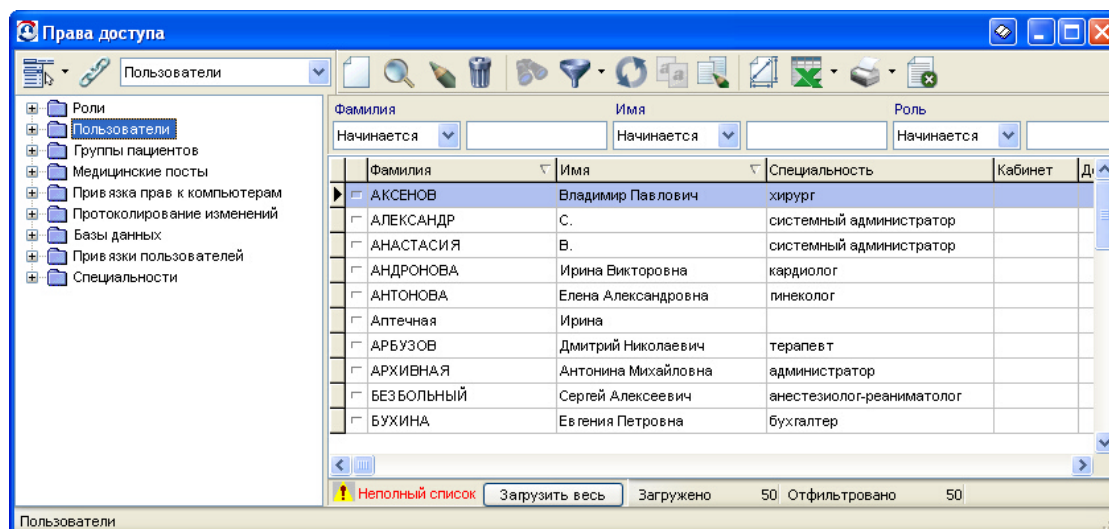 Права доступа
Пользователи
Роли
Пользователи
Группы пациентов
Медицинские посты
Привязка прав к компьютерам
Протоколирование изменений
Базы данных
Привязки пользователей
Специальности
Фамилия Имя Роль
Начинается Начинается Начинается
Фамилия Имя Специальность Кабинет
АКСЕНОВ Владимир Павлович хирург
АЛЕКСАНДР С. системный администратор
АНАСТАСИЯ В. системный администратор
АНДРОНОВА Ирина Викторовна кардиолог
АНТОНОВА Елена Александровна гинеколог
Аптечная Ирина
АРБУЗОВ Дмитрий Николаевич терапевт
АРХИВНАЯ Антонина Михайловна администратор
БЕЗБОЛЬНЫЙ Сергей Алексеевич анестезиолог-реаниматолог
БУХИНА Евгения Петровна бухгалтер
Неполный список Загрузить весь Загружено 50 Отфильтровано 50
Пользователи